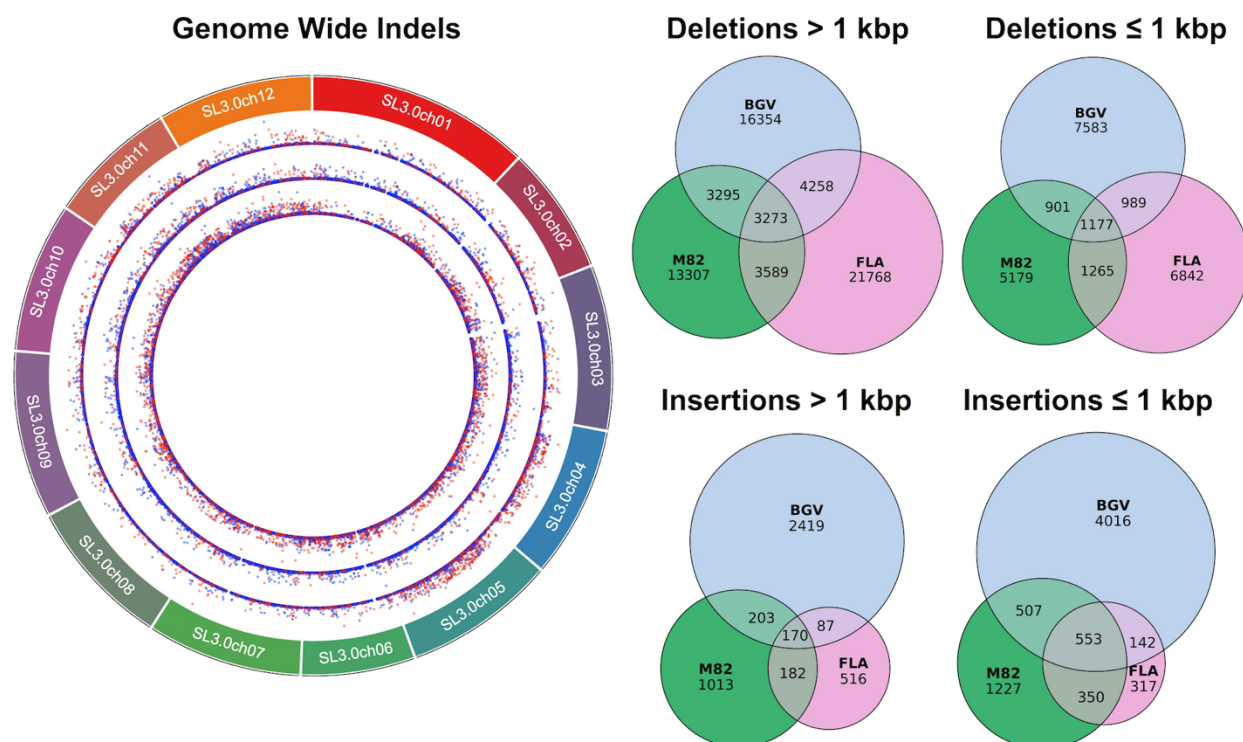 Genome Wide Indels
SL3.0ch01
SL3.0ch02
SL3.0ch03
SL3.0ch04
SL3.0ch05
SL3.0ch06
SL3.0ch07
SL3.0ch08
SL3.0ch09
SL3.0ch10
SL3.0ch11
SL3.0ch12
Deletions > 1 kbp
BGV
16354
3295
4258
3273
M82
13307
3589
FLA
21768
Deletions ≤ 1 kbp
BGV
7583
901
989
1177
M82
5179
1265
FLA
6842
Insertions > 1 kbp
BGV
2419
203
87
170
M82
1013
182
FLA
516
Insertions ≤ 1 kbp
BGV
4016
507
553
142
M82
1227
350
FLA
317